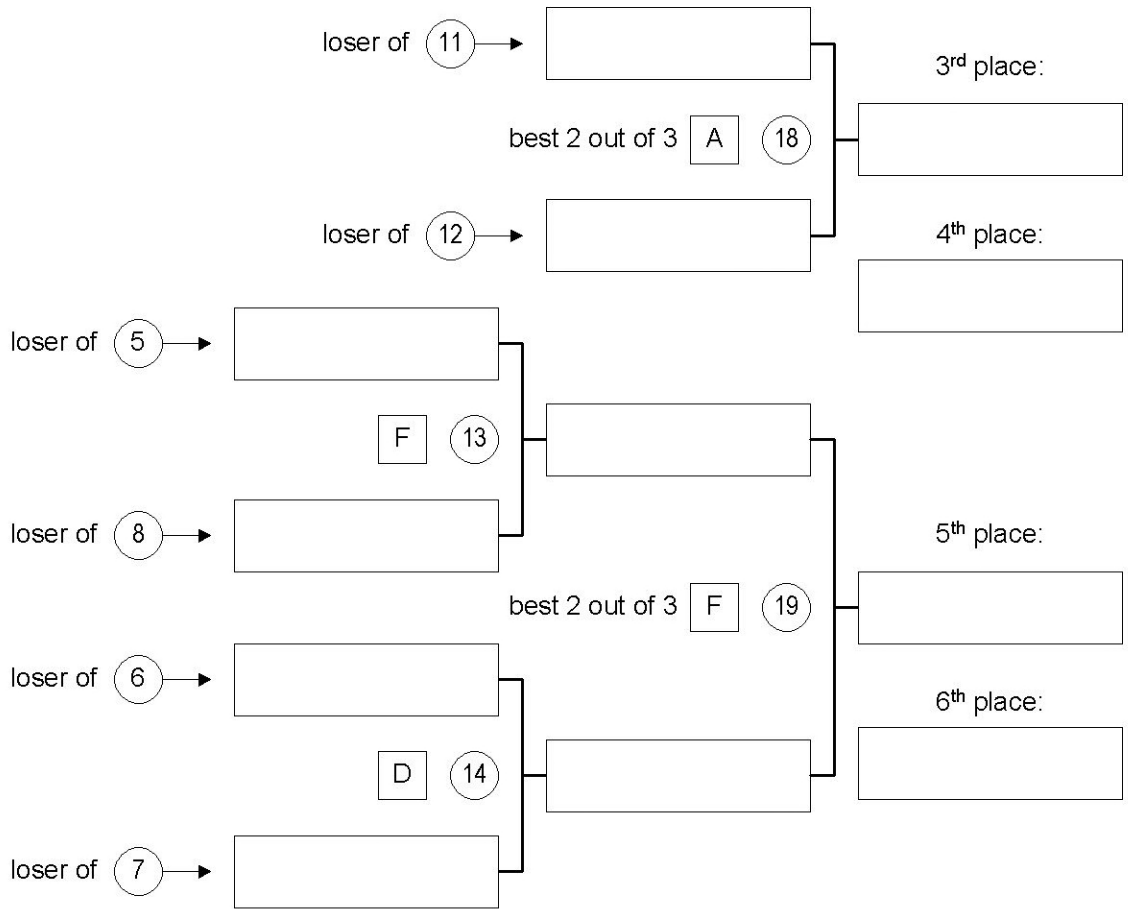 loser of 11
3rd place:
best 2 out of 3 A 18
loser of 12
4th place:
loser of 5
F 13
loser of 8
5th place:
best 2 out of 3 F 19
loser of 6
6th place:
D 14
loser of 7